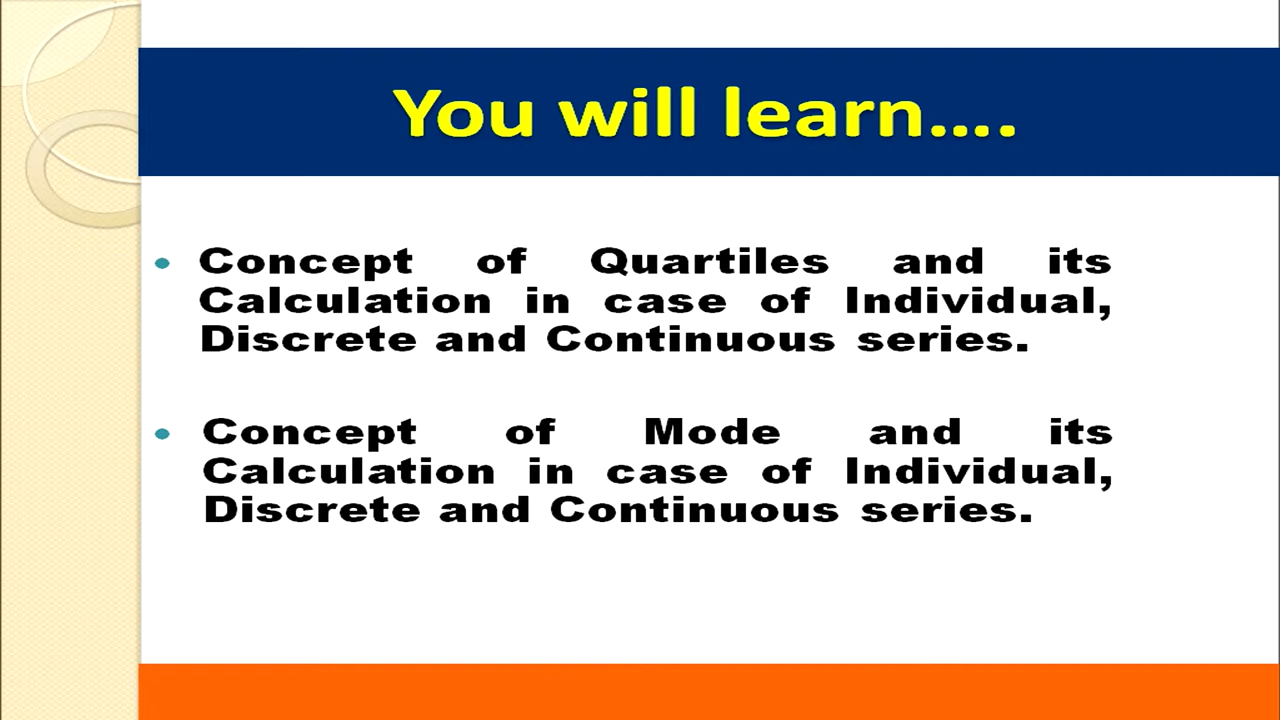 You will learn….
• Concept of Quartiles and its
Calculation in case of Individual,
Discrete and Continuous series.
• Concept of Mode and its
Calculation in case of Individual,
Discrete and Continuous series.